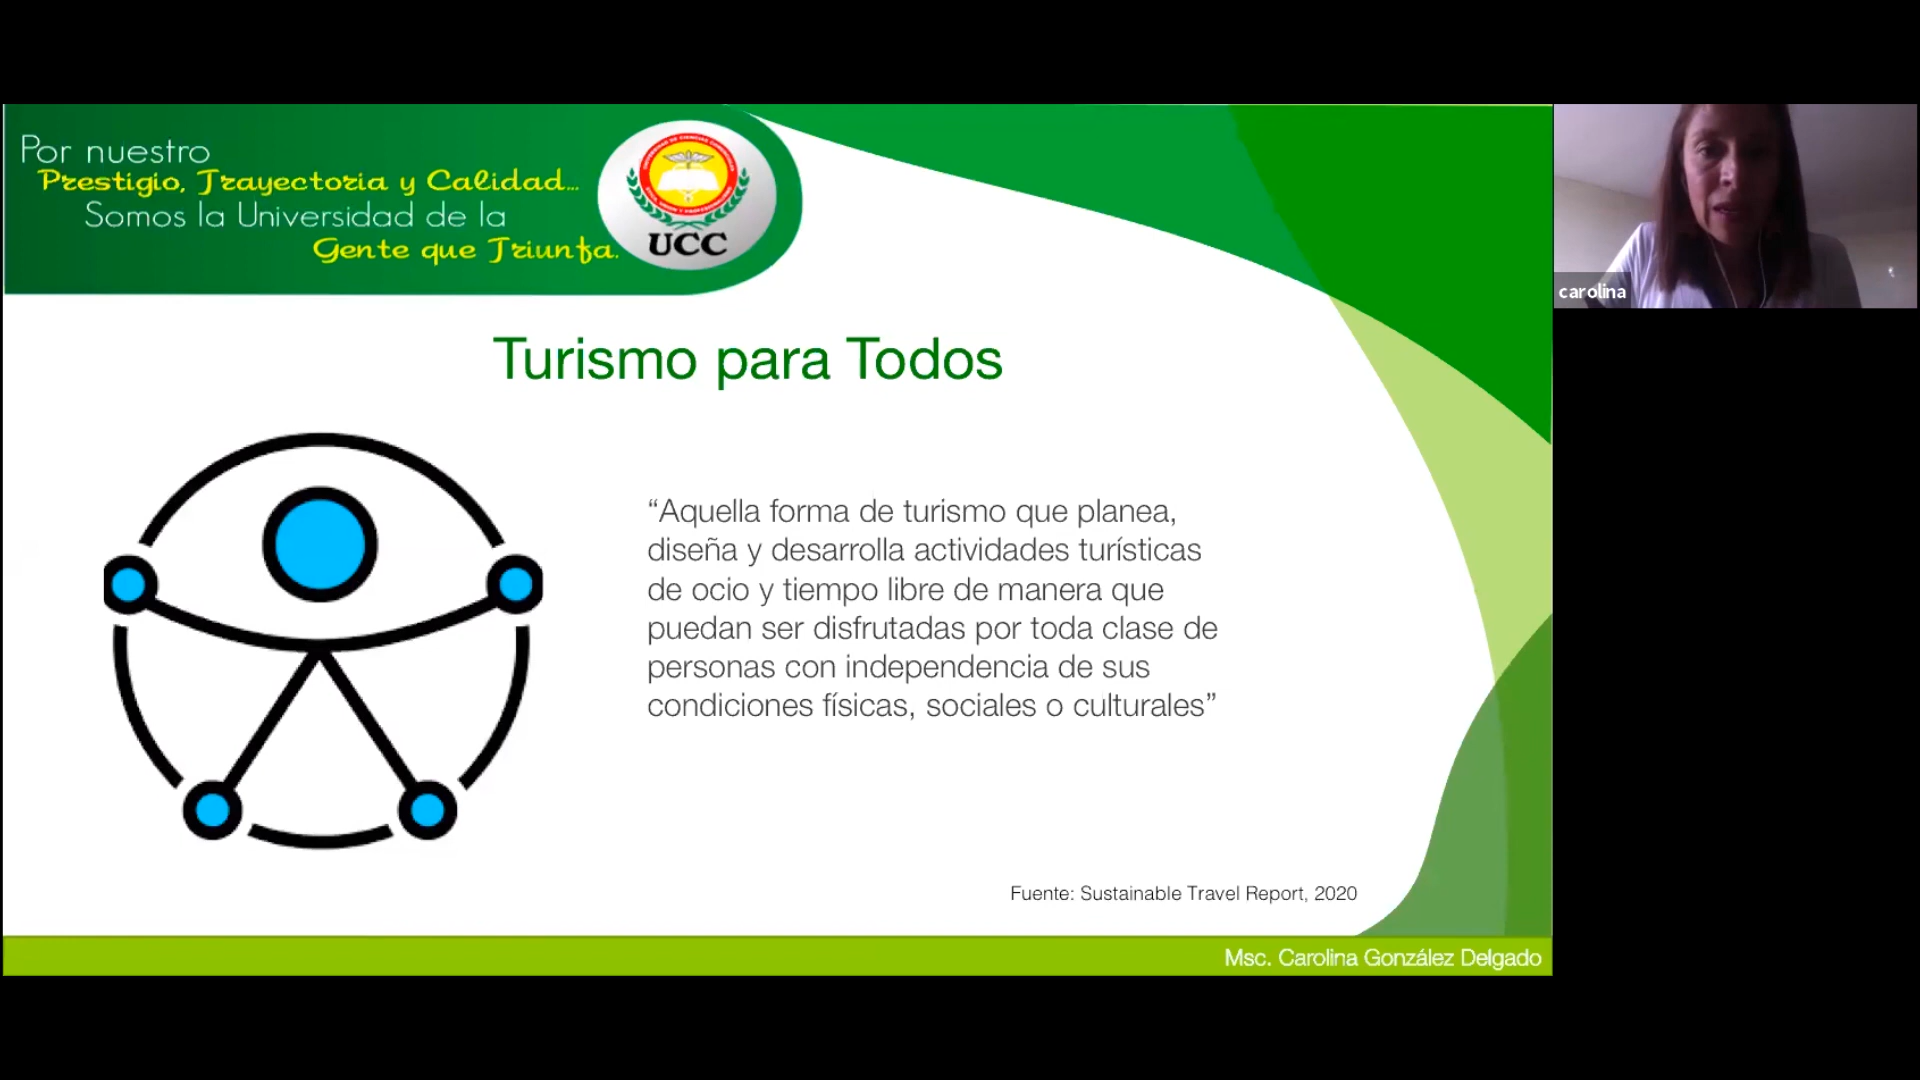 Por nuestro
Prestigio, Trayectoria y Calidad...
Somos la Universidad de la
Gente que Triunfa.
UCC
carolina
Turismo para Todos
“Aquella forma de turismo que planea,
diseña y desarrolla actividades turísticas
de ocio y tiempo libre de manera que
puedan ser disfrutadas por toda clase de
personas con independencia de sus
condiciones físicas, sociales o culturales”
Fuente: Sustainable Travel Report, 2020
Msc. Carolina González Delgado